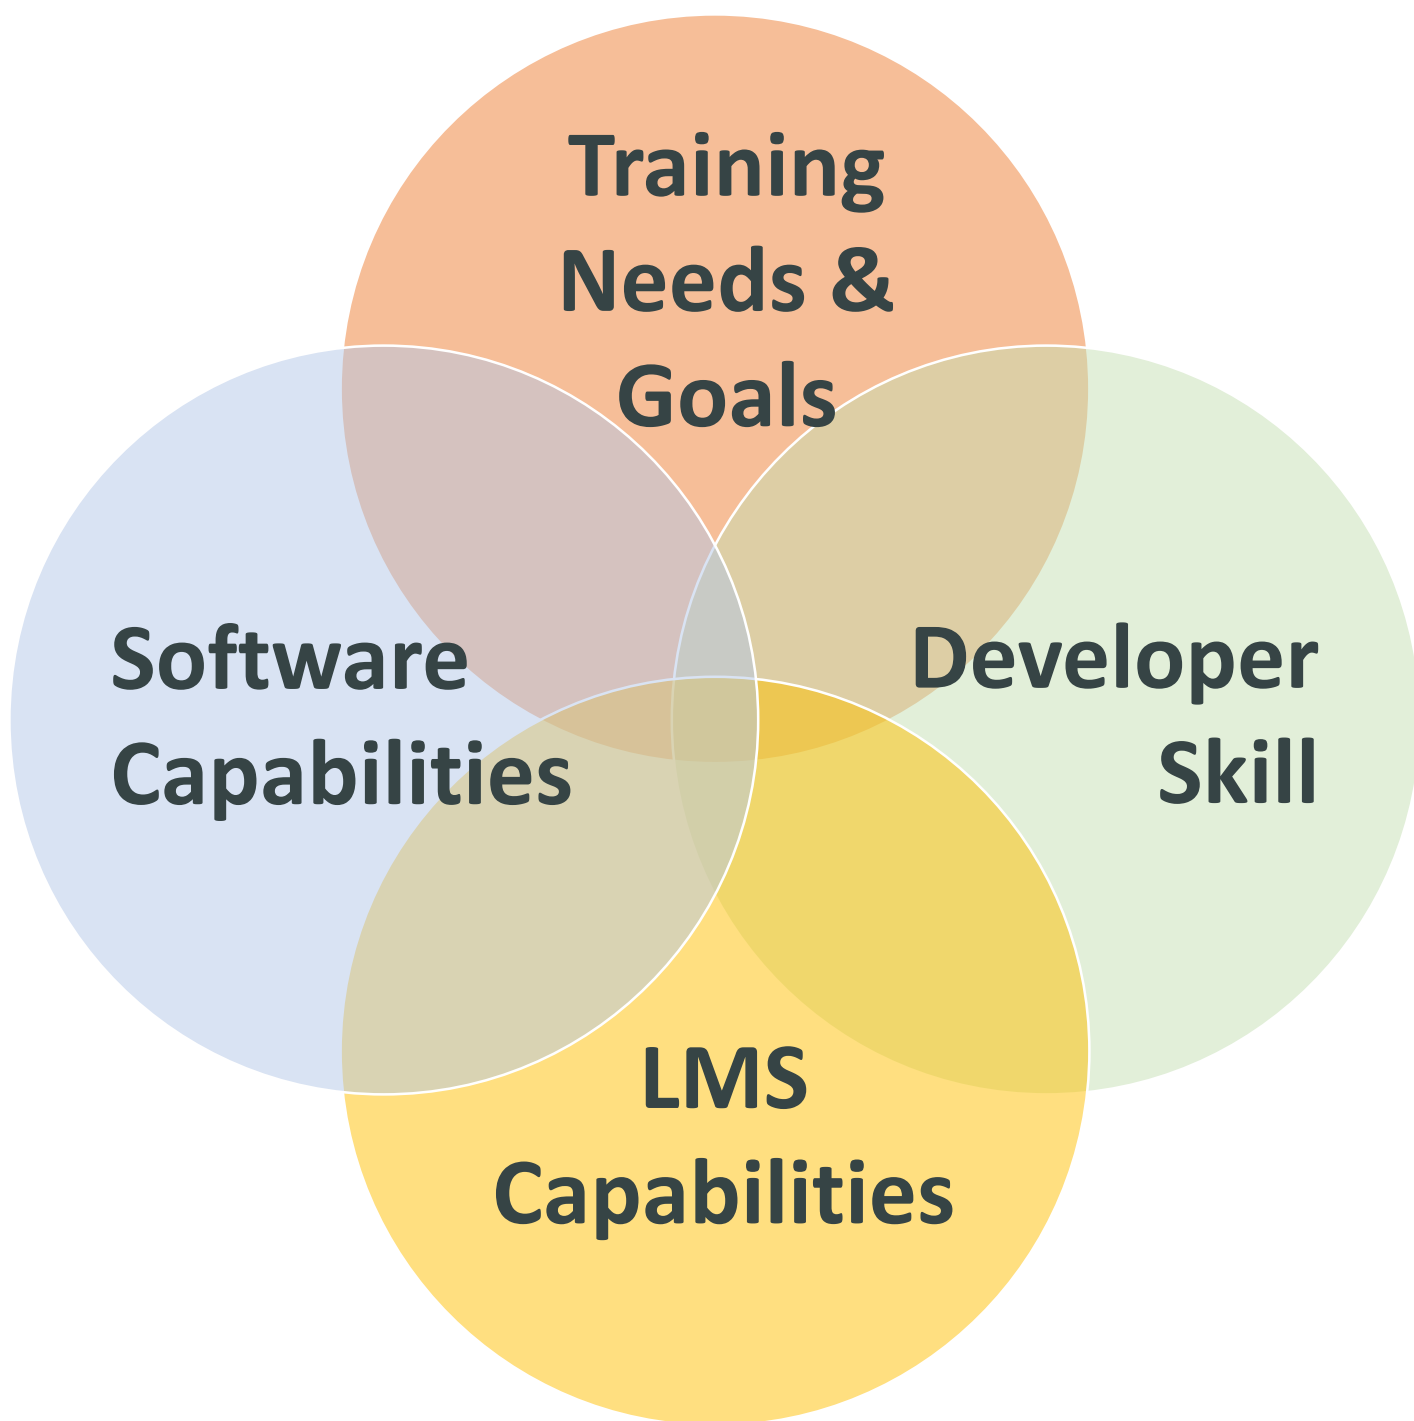 Training
Needs &
Goals
Software
Capabilities
Developer
Skill
LMS
Capabilities